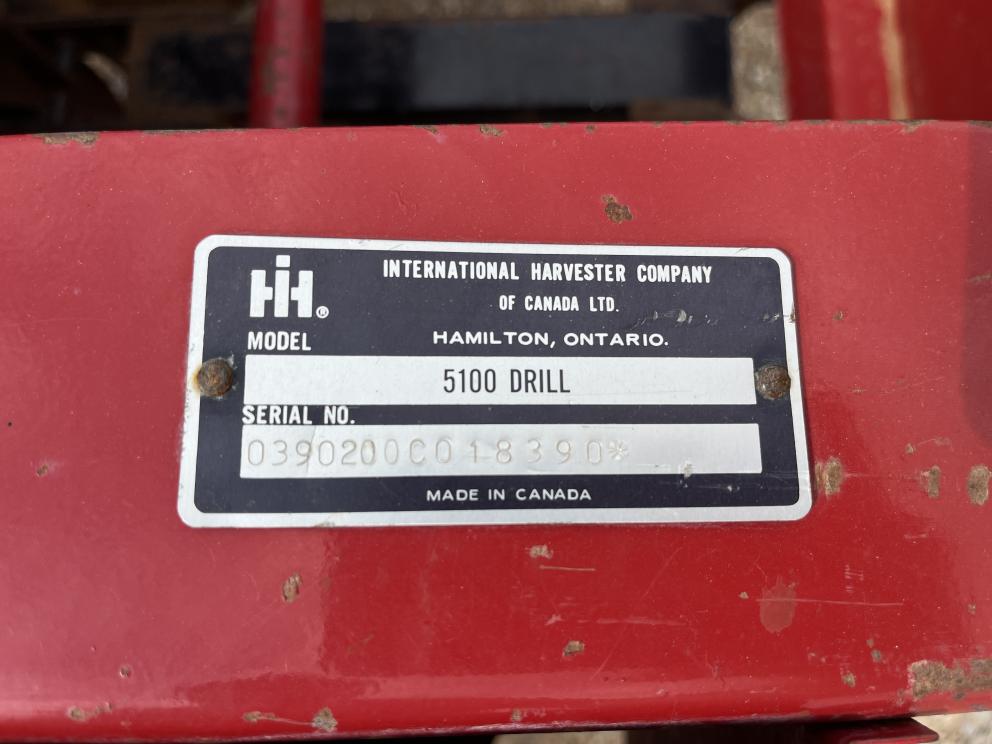 IH®
INTERNATIONAL HARVESTER COMPANY
OF CANADA LTD.
HAMILTON, ONTARIO.
MODEL
5100 DRILL
SERIAL NO.
0390200C018390*
MADE IN CANADA